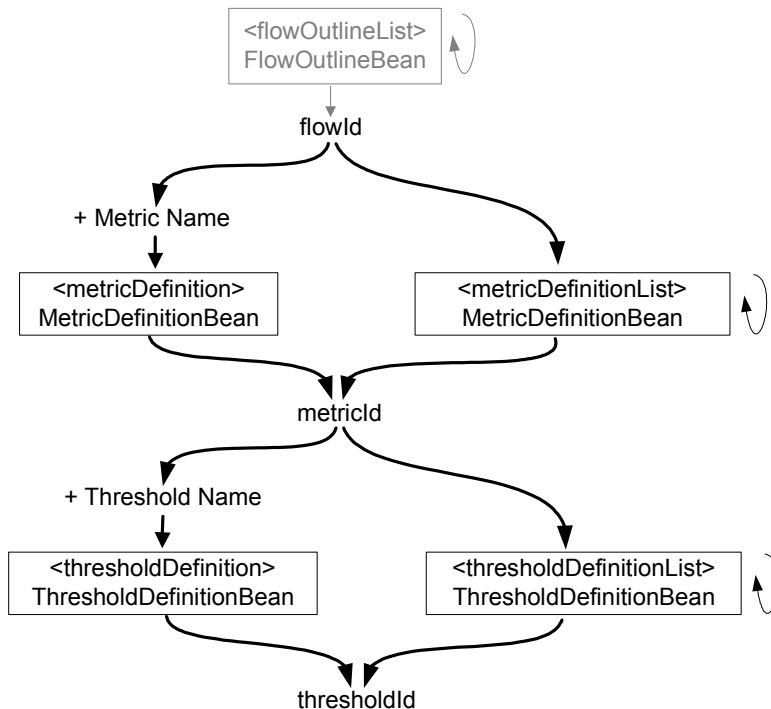 <flowOutlineList>
FlowOutlineBean
flowId
+ Metric Name
<metricDefinition>
MetricDefinitionBean
<metricDefinitionList>
MetricDefinitionBean
metricId
+ Threshold Name
<thresholdDefinition>
ThresholdDefinitionBean
<thresholdDefinitionList>
ThresholdDefinitionBean
thresholdId